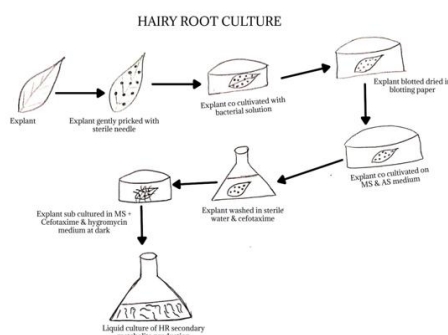 HAIRY ROOT CULTURE
Explant
Explant gently pricked with
sterile needle
Explant co cultivated with
bacterial solution
Explant blotted dried in
blotting paper
Explant co cultivated on
MS & AS medium
Explant washed in sterile
water & cefotaxime
Explant sub cultured in MS +
Cefotaxime & hygromycin
medium at dark
Liquid culture of HR secondary